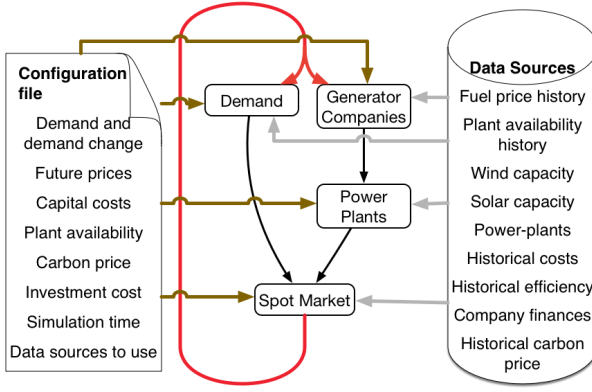 Configuration
file
Demand and
demand change
Future prices
Capital costs
Plant availability
Carbon price
Investment cost
Simulation time
Data sources to use
Demand
Generator
Companies
Power
Plants
Spot Market
Data Sources
Fuel price history
Plant availability
history
Wind capacity
Solar capacity
Power-plants
Historical costs
Historical efficiency
Company finances
Historical carbon
price